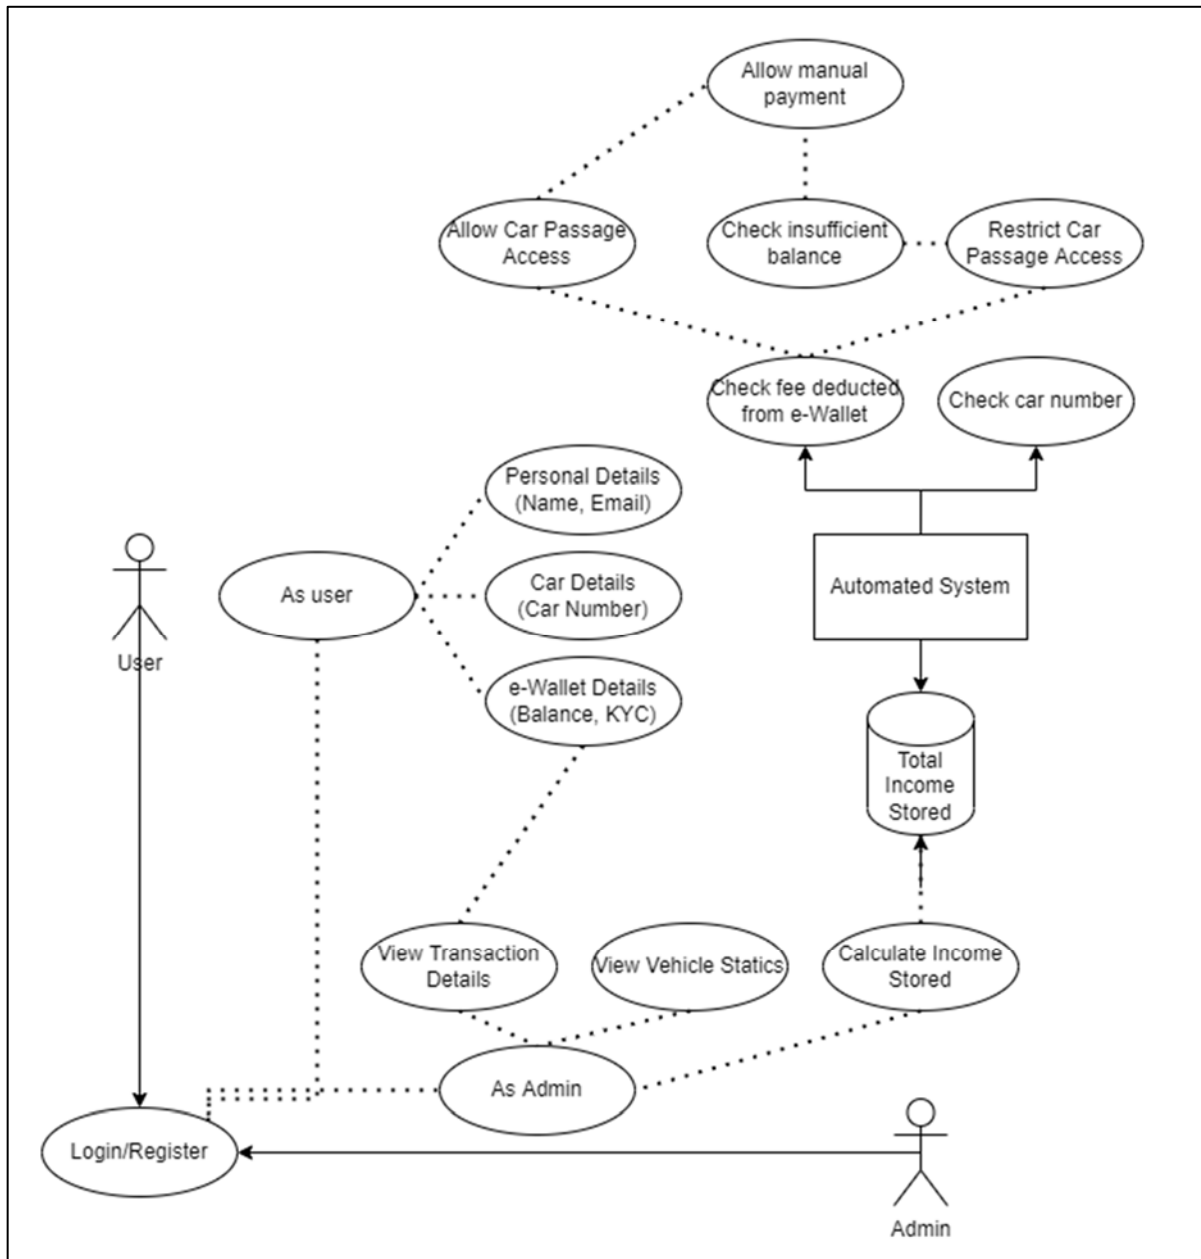 Allow manual
payment
Allow Car Passage
Access
Check insufficient
balance
Restrict Car
Passage Access
Check fee deducted
from e-Wallet
Check car number
Personal Details
(Name, Email)
As user
Car Details
(Car Number)
Automated System
User
e-Wallet Details
(Balance, KYC)
Total
Income
Stored
View Transaction
Details
View Vehicle Statics
Calculate Income
Stored
As Admin
Login/Register
Admin